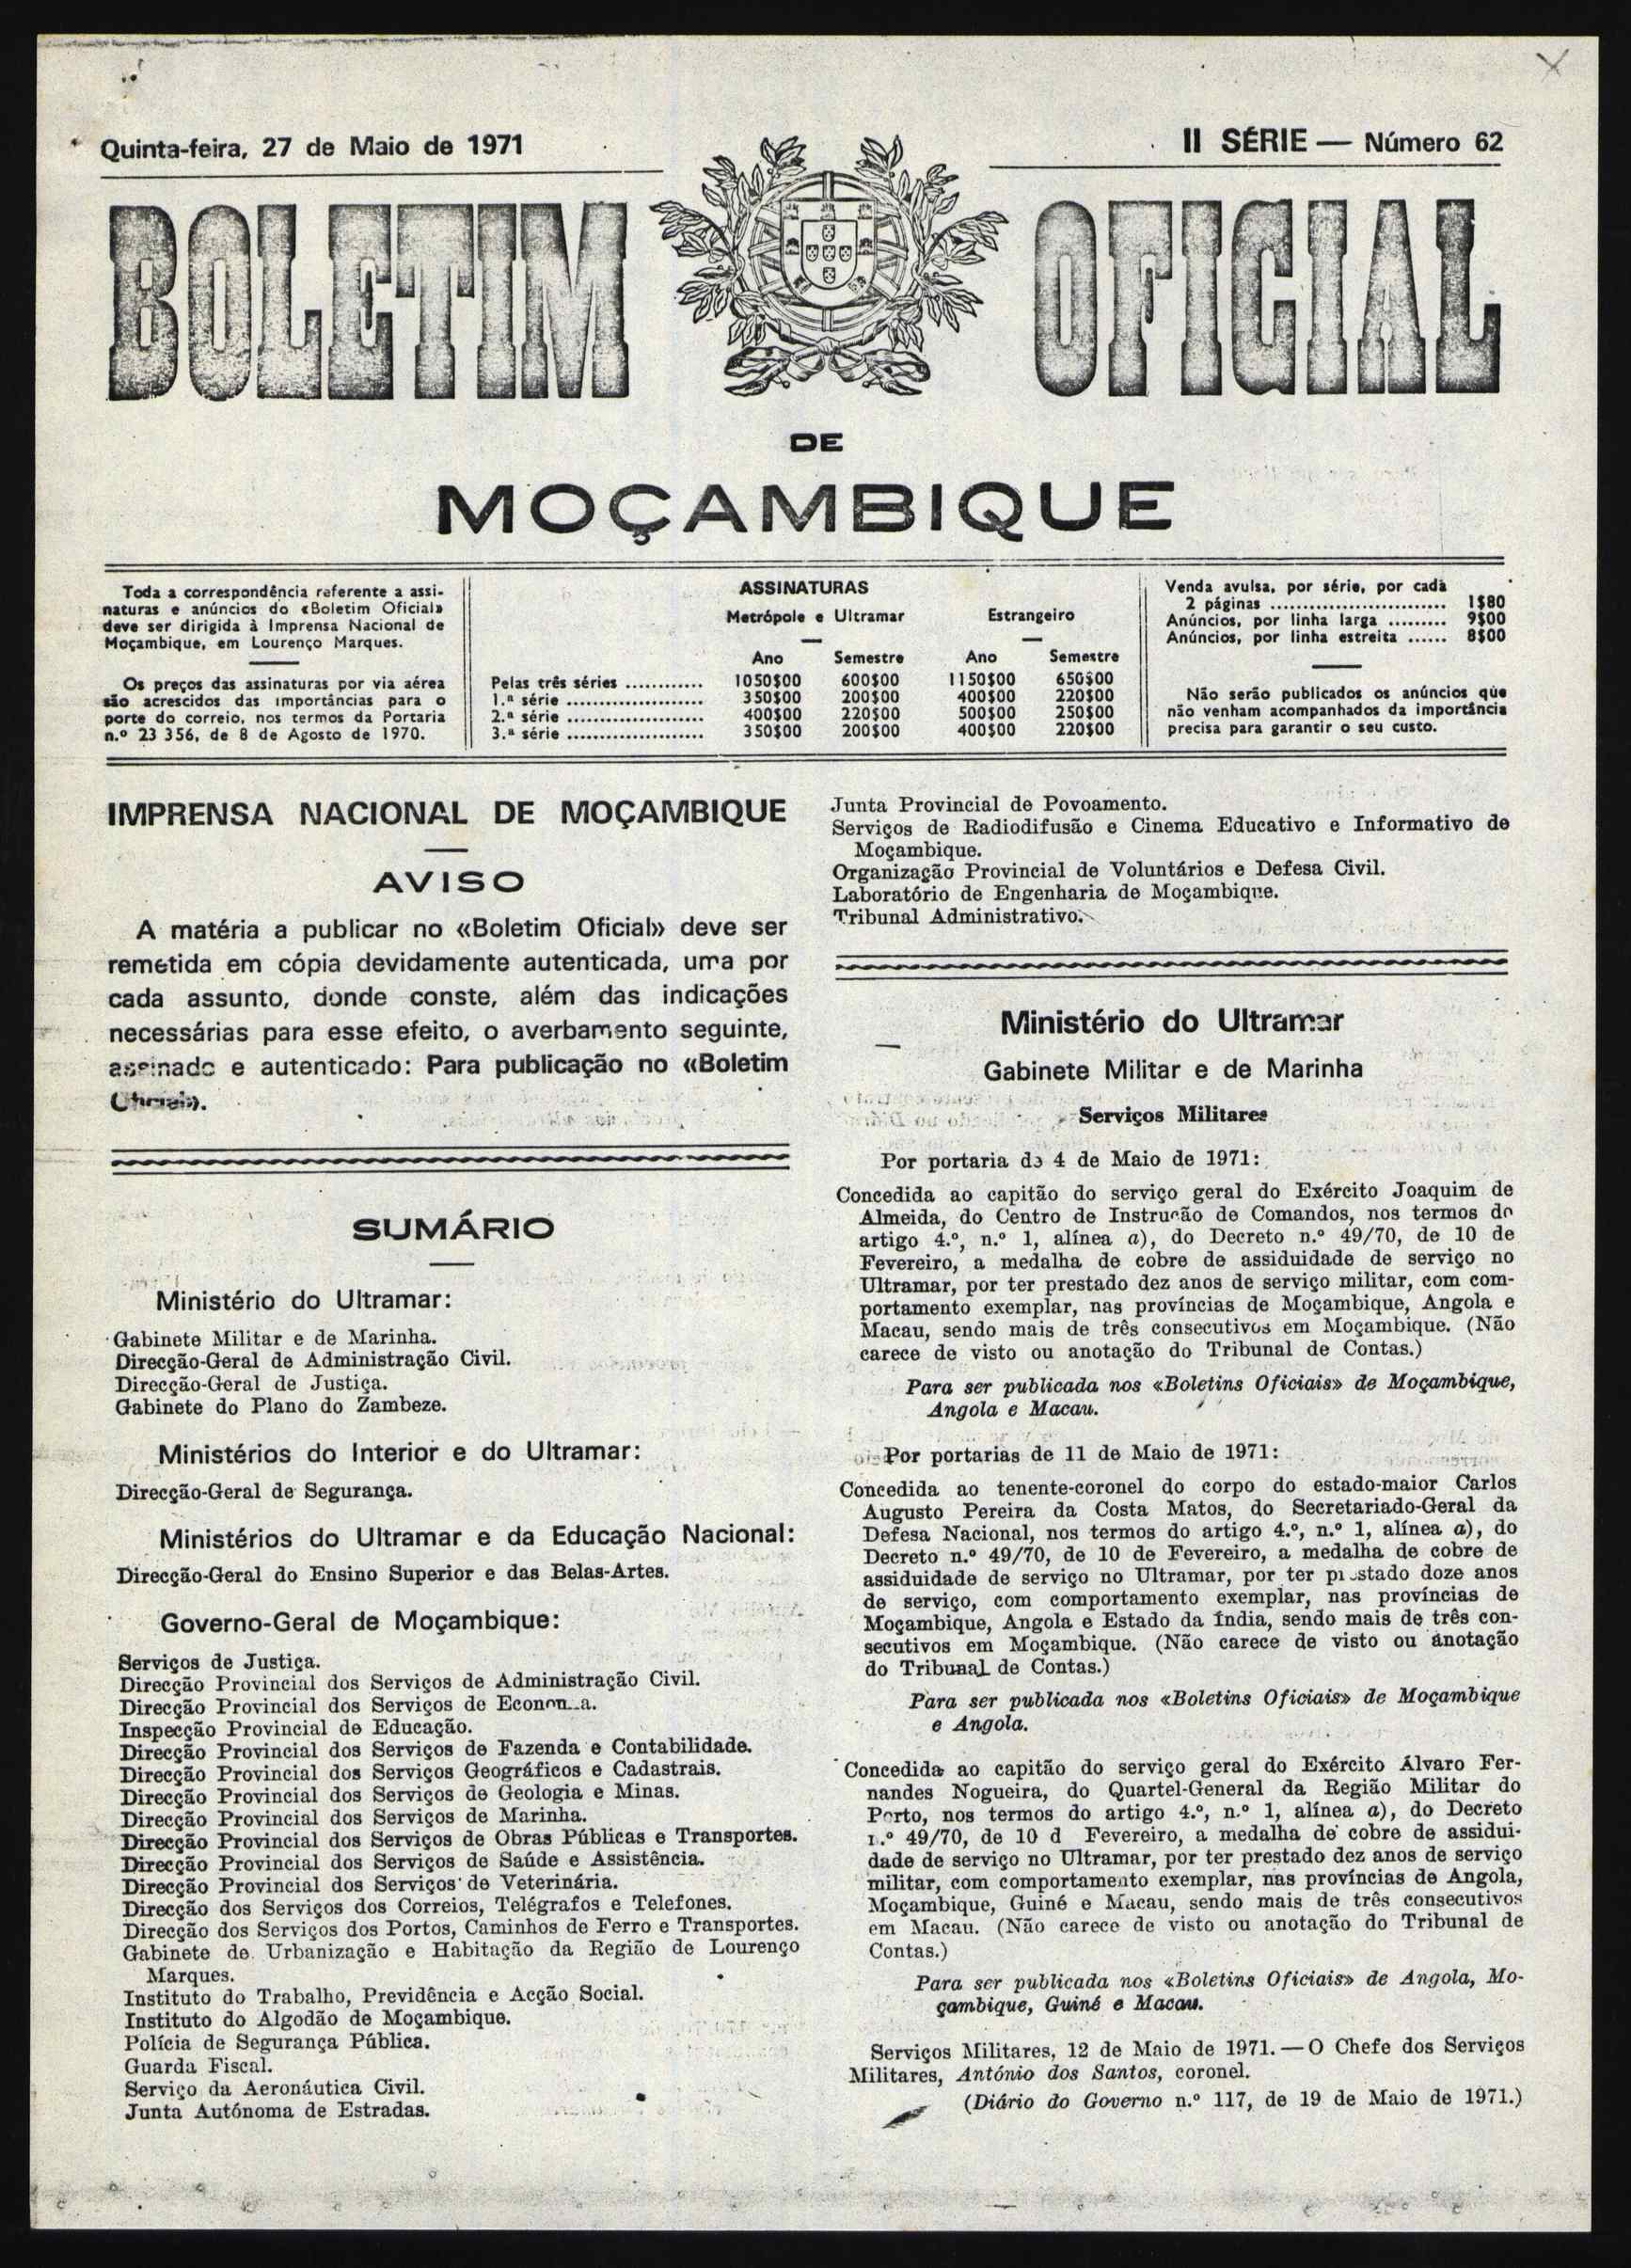 Quinta-feira, 27 de Maio de 1971
II SÉRIE — Número 62
BOLETIM OFICIAL
DE
MOÇAMBIQUE
Toda a correspondência referente a assi-
naturas e anúncios do «Boletim Oficial»
deve ser dirigida à Imprensa Nacional de
Moçambique, em Lourenço Marques.
Os preços das assinaturas por via aérea
são acrescidos das importâncias para o
porte do correio, nos termos da Portaria
n.º 23 356, de 8 de Agosto de 1970.
ASSINATURAS
Metrópole e Ultramar Estrangeiro
Ano Semestre Ano Semestre
Pelas três séries ............ 1050$00 600$00 1150$00 650$00
1.ª série ..................... 350$00 200$00 400$00 220$00
2.ª série ..................... 400$00 220$00 500$00 250$00
3.ª série ..................... 350$00 200$00 400$00 220$00
Venda avulsa, por série, por cada
2 páginas ........................... 1$80
Anúncios, por linha larga ......... 9$00
Anúncios, por linha estreita ...... 8$00
Não serão publicados os anúncios que
não venham acompanhados da importância
precisa para garantir o seu custo.
IMPRENSA NACIONAL DE MOÇAMBIQUE
AVISO
A matéria a publicar no «Boletim Oficial» deve ser
remetida em cópia devidamente autenticada, uma por
cada assunto, donde conste, além das indicações
necessárias para esse efeito, o averbamento seguinte,
assinado e autenticado: Para publicação no «Boletim
Oficial».
SUMÁRIO
Ministério do Ultramar:
Gabinete Militar e de Marinha.
Direcção-Geral de Administração Civil.
Direcção-Geral de Justiça.
Gabinete do Plano do Zambeze.
Ministérios do Interior e do Ultramar:
Direcção-Geral de Segurança.
Ministérios do Ultramar e da Educação Nacional:
Direcção-Geral do Ensino Superior e das Belas-Artes.
Governo-Geral de Moçambique:
Serviços de Justiça.
Direcção Provincial dos Serviços de Administração Civil.
Direcção Provincial dos Serviços de Economia.
Inspecção Provincial de Educação.
Direcção Provincial dos Serviços de Fazenda e Contabilidade.
Direcção Provincial dos Serviços Geográficos e Cadastrais.
Direcção Provincial dos Serviços de Geologia e Minas.
Direcção Provincial dos Serviços de Marinha.
Direcção Provincial dos Serviços de Obras Públicas e Transportes.
Direcção Provincial dos Serviços de Saúde e Assistência.
Direcção Provincial dos Serviços de Veterinária.
Direcção dos Serviços dos Correios, Telégrafos e Telefones.
Direcção dos Serviços dos Portos, Caminhos de Ferro e Transportes.
Gabinete de Urbanização e Habitação da Região de Lourenço
Marques.
Instituto do Trabalho, Previdência e Acção Social.
Instituto do Algodão de Moçambique.
Polícia de Segurança Pública.
Guarda Fiscal.
Serviço da Aeronáutica Civil.
Junta Autónoma de Estradas.
Junta Provincial de Povoamento.
Serviços de Radiodifusão e Cinema Educativo e Informativo de
Moçambique.
Organização Provincial de Voluntários e Defesa Civil.
Laboratório de Engenharia de Moçambique.
Tribunal Administrativo.
Ministério do Ultramar
Gabinete Militar e de Marinha
Serviços Militares
Por portaria de 4 de Maio de 1971:
Concedida ao capitão do serviço geral do Exército Joaquim de
Almeida, do Centro de Instrução de Comandos, nos termos do
artigo 4.º, n.º 1, alínea a), do Decreto n.º 49/70, de 10 de
Fevereiro, a medalha de cobre de assiduidade de serviço no
Ultramar, por ter prestado dez anos de serviço militar, com com-
portamento exemplar, nas províncias de Moçambique, Angola e
Macau, sendo mais de três consecutivos em Moçambique. (Não
carece de visto ou anotação do Tribunal de Contas.)
Para ser publicada nos «Boletins Oficiais» de Moçambique,
Angola e Macau.
Por portarias de 11 de Maio de 1971:
Concedida ao tenente-coronel do corpo do estado-maior Carlos
Augusto Pereira da Costa Matos, do Secretariado-Geral da
Defesa Nacional, nos termos do artigo 4.º, n.º 1, alínea a), do
Decreto n.º 49/70, de 10 de Fevereiro, a medalha de cobre de
assiduidade de serviço no Ultramar, por ter prestado doze anos
de serviço, com comportamento exemplar, nas províncias de
Moçambique, Angola e Estado da Índia, sendo mais de três con-
secutivos em Moçambique. (Não carece de visto ou anotação
do Tribunal de Contas.)
Para ser publicada nos «Boletins Oficiais» de Moçambique
e Angola.
Concedida ao capitão do serviço geral do Exército Álvaro Fer-
nandes Nogueira, do Quartel-General da Região Militar do
Porto, nos termos do artigo 4.º, n.º 1, alínea a), do Decreto
n.º 49/70, de 10 d Fevereiro, a medalha de cobre de assidui-
dade de serviço no Ultramar, por ter prestado dez anos de serviço
militar, com comportamento exemplar, nas províncias de Angola,
Moçambique, Guiné e Macau, sendo mais de três consecutivos
em Macau. (Não carece de visto ou anotação do Tribunal de
Contas.)
Para ser publicada nos «Boletins Oficiais» de Angola, Mo-
çambique, Guiné e Macau.
Serviços Militares, 12 de Maio de 1971. — O Chefe dos Serviços
Militares, António dos Santos, coronel.
(Diário do Governo n.º 117, de 19 de Maio de 1971.)